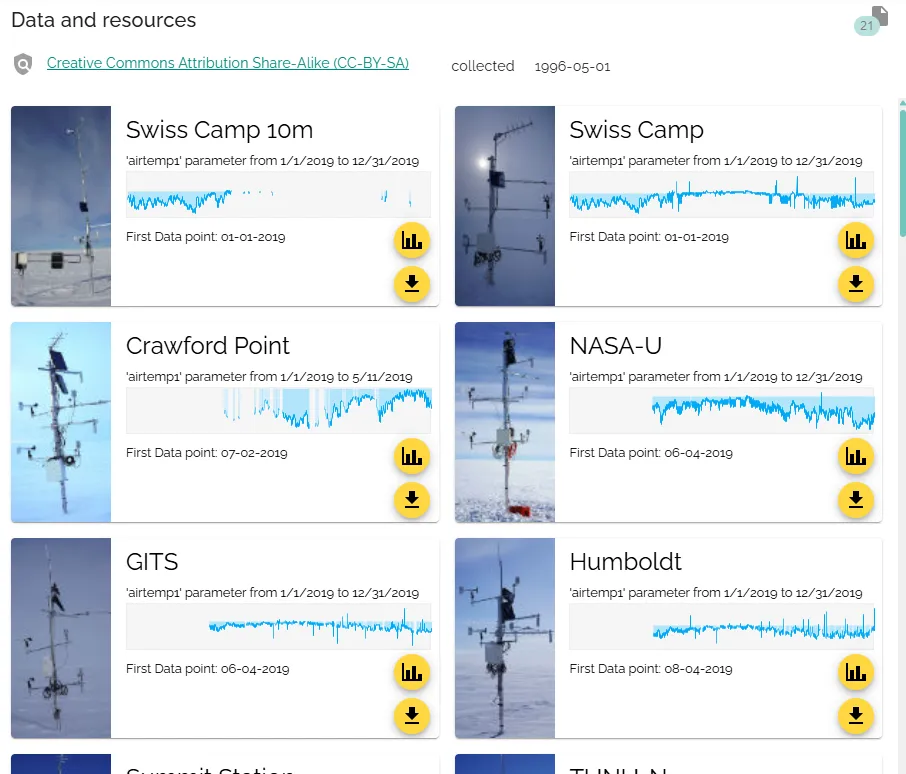 Data and resources
21
Creative Commons Attribution Share-Alike (CC-BY-SA)
collected 1996-05-01
Swiss Camp 10m
'airtemp1' parameter from 1/1/2019 to 12/31/2019
First Data point: 01-01-2019
Swiss Camp
'airtemp1' parameter from 1/1/2019 to 12/31/2019
First Data point: 01-01-2019
Crawford Point
'airtemp1' parameter from 1/1/2019 to 5/11/2019
First Data point: 07-02-2019
NASA-U
'airtemp1' parameter from 1/1/2019 to 12/31/2019
First Data point: 06-04-2019
GITS
'airtemp1' parameter from 1/1/2019 to 12/31/2019
First Data point: 06-04-2019
Humboldt
'airtemp1' parameter from 1/1/2019 to 12/31/2019
First Data point: 08-04-2019
Summit Station